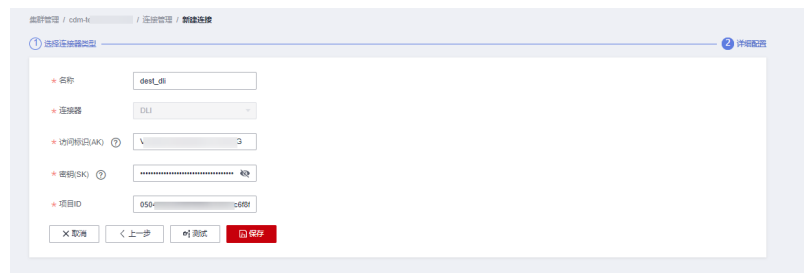 集群管理 / cdm-t / 连接管理 / 新建连接
1 选择连接器类型 2 详细配置
* 名称 dest_dli
* 连接器 DLI
* 访问标识(AK) ? V G
* 密钥(SK) ? ••••••••••••••••••••••••••••••••••
* 项目ID 050 c6f8f
× 取消 < 上一步 测试 保存